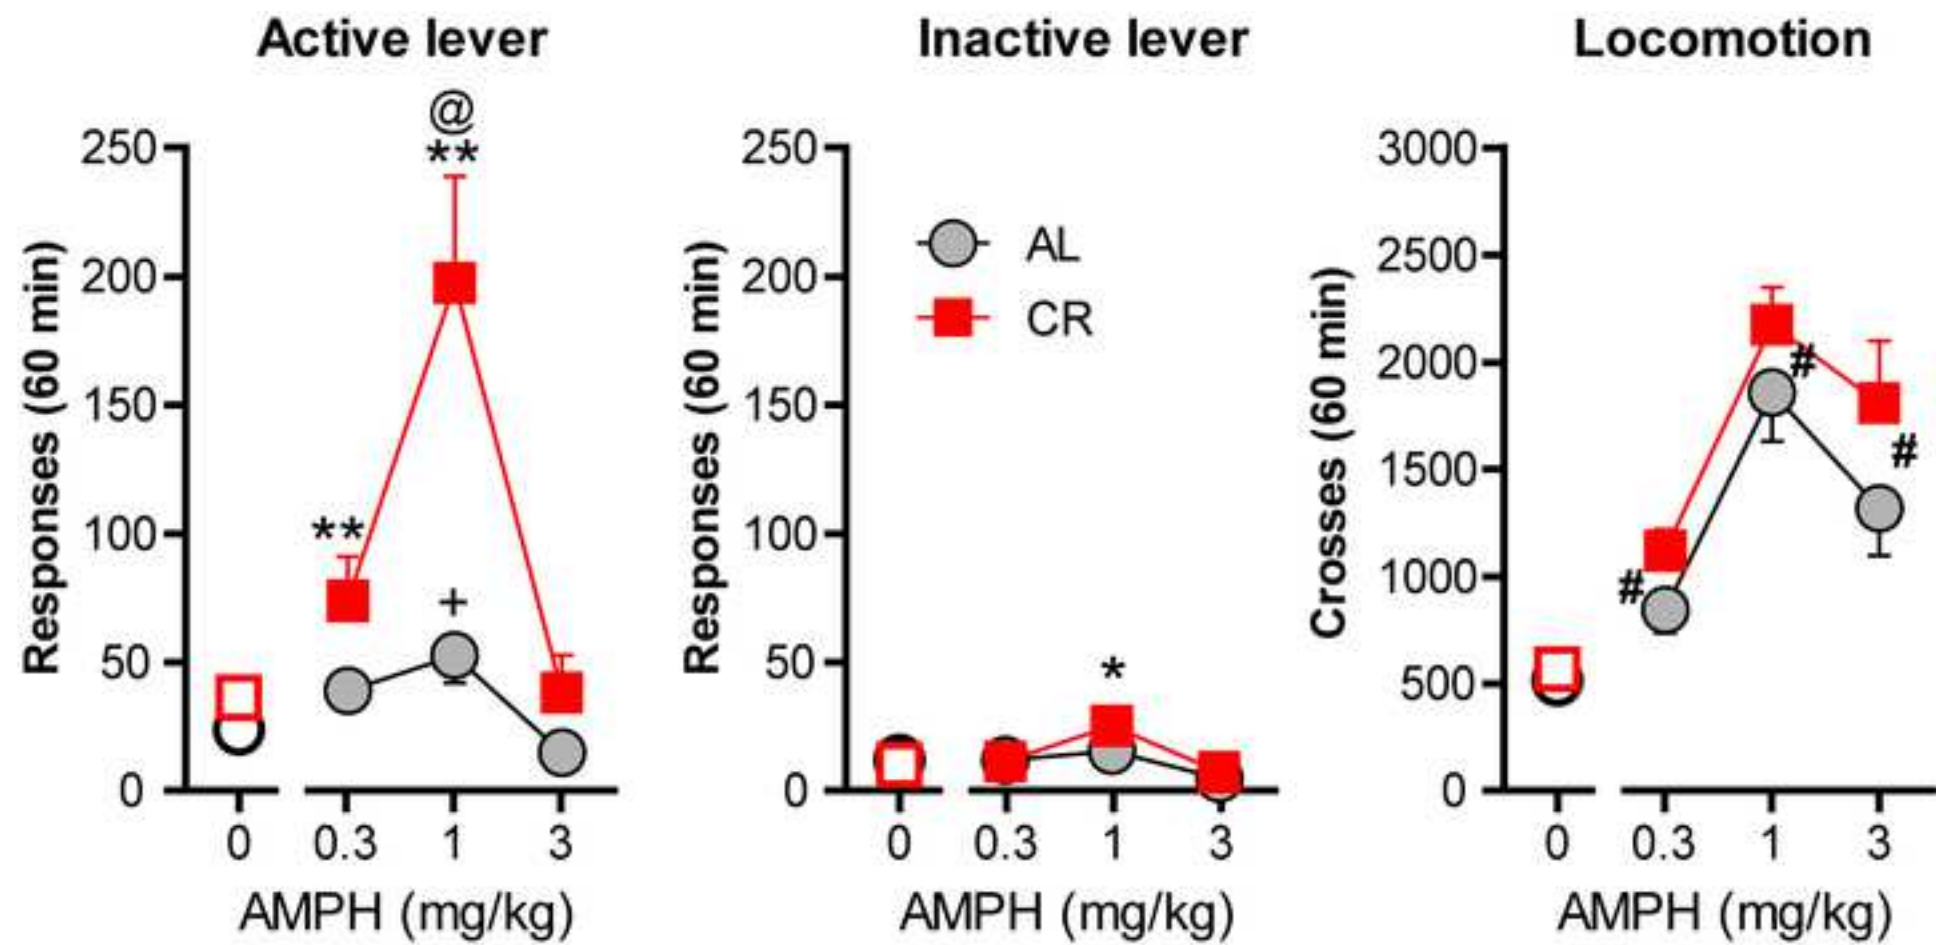 Active lever
Inactive lever
Locomotion
@
**
**
+
250
200
150
100
50
0
Responses (60 min)
0 0.3 1 3
AMPH (mg/kg)
250
200
150
100
50
0
Responses (60 min)
AL
CR
*
0 0.3 1 3
AMPH (mg/kg)
3000
2500
2000
1500
1000
500
0
Crosses (60 min)
#
#
#
0 0.3 1 3
AMPH (mg/kg)